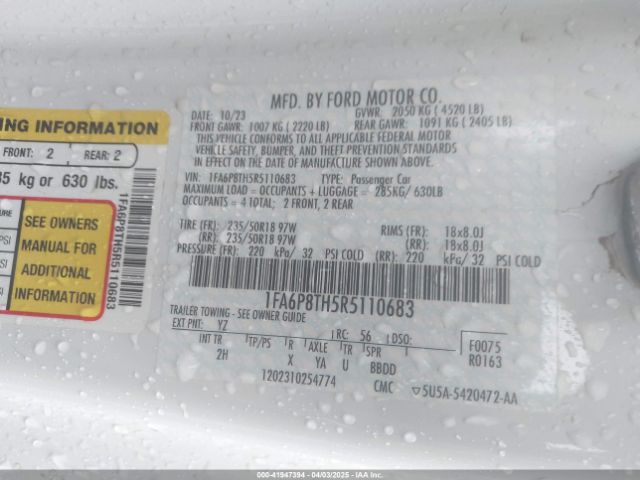 NG INFORMATION
FRONT: 2 REAR: 2
35 kg or 630 lbs.
SEE OWNERS
MANUAL FOR
ADDITIONAL
INFORMATION
1FA6P8TH5R5110683
MFD. BY FORD MOTOR CO.
DATE: 10/23 GVWR: 2050 KG ( 4520 LB)
FRONT GAWR: 1007 KG ( 2220 LB) REAR GAWR: 1091 KG ( 2405 LB)
THIS VEHICLE CONFORMS TO ALL APPLICABLE FEDERAL MOTOR
VEHICLE SAFETY, BUMPER, AND THEFT PREVENTION STANDARDS
IN EFFECT ON THE DATE OF MANUFACTURE SHOWN ABOVE
VIN: 1FA6P8TH5R5110683 TYPE: Passenger Car
MAXIMUM LOAD = OCCUPANTS + LUGGAGE = 285KG/ 630LB
OCCUPANTS = 4 TOTAL: 2 FRONT, 2 REAR
TIRE (FR): 235/50R18 97W RIMS (FR): 18x8.0J
(RR): 235/50R18 97W (RR): 18x8.0J
PRESSURE (FR): 220 kPa/ 32 PSI COLD (RR): 220 kPa/ 32 PSI COLD
1FA6P8TH5R5110683
TRAILER TOWING - SEE OWNER GUIDE
EXT PNT: YZ RC: 56 DSO: F0075
INT TR TP/PS R AXLE TR SPR R0163
2H X YA U BBDD
1202310254774 CMC 5U5A-5420472-AA
000-41947394 - 04/03/2025 - IAAI.COM